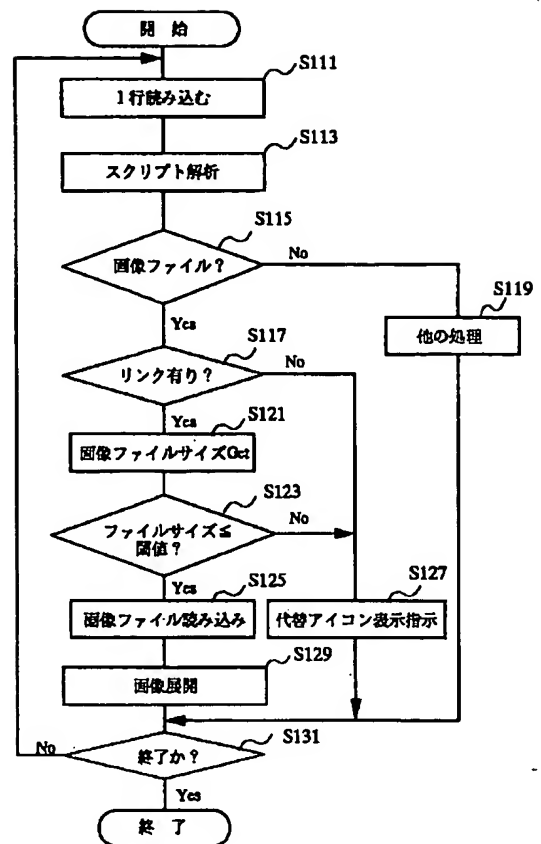 開 始
S111
1行読み込む
S113
スクリプト解析
S115
画像ファイル?
No
S119
他の処理
Yes
S117
リンク有り?
No
Yes
S121
画像ファイルサイズGet
S123
ファイルサイズ≦
閾値?
No
Yes
S125
画像ファイル読み込み
S127
代替アイコン表示指示
S129
画像展開
S131
終了か?
No
Yes
終 了